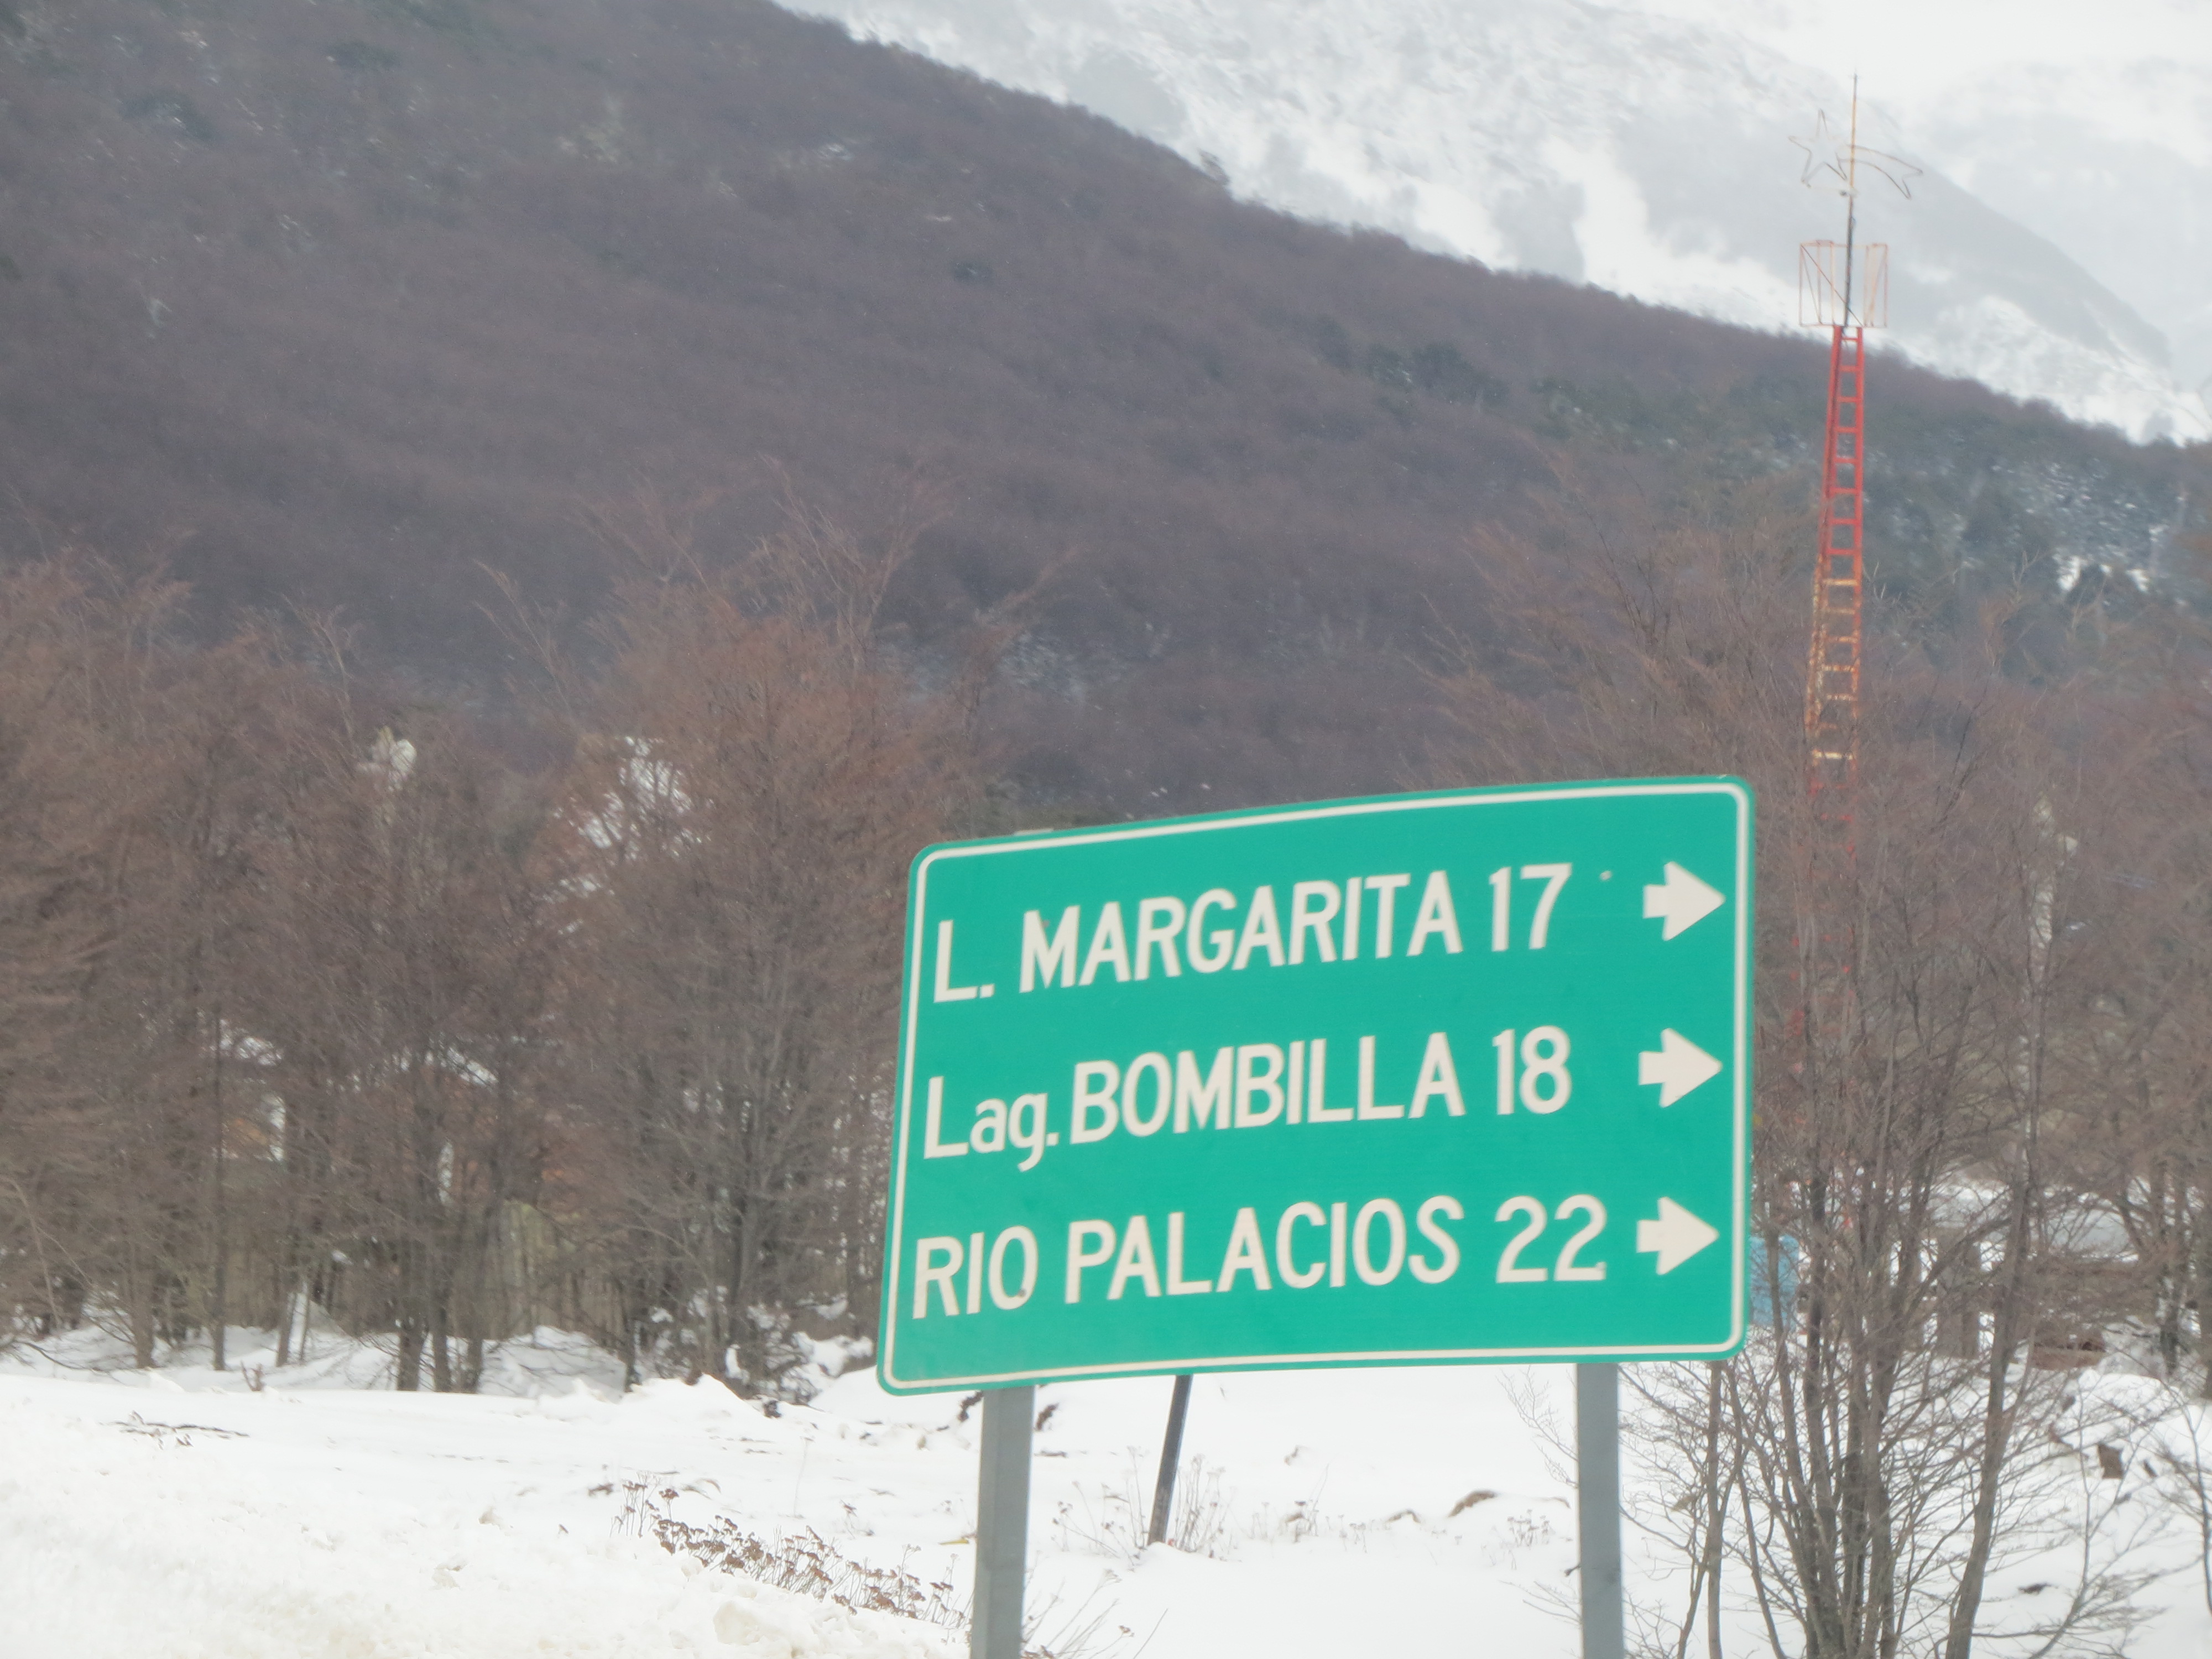 L. MARGARITA 17
Lag. BOMBILLA 18
RIO PALACIOS 22